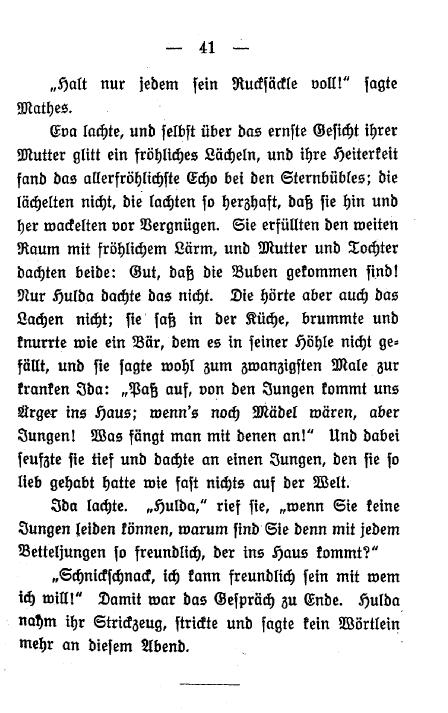 — 41 —
„Halt nur jedem sein Rucksäckle voll!“ sagte
Mathes.
Eva lachte, und selbst über das ernste Gesicht ihrer
Mutter glitt ein fröhliches Lächeln, und ihre Heiterkeit
fand das allerfröhlichste Echo bei den Sternbübles; die
lächelten nicht, die lachten so herzhaft, daß sie hin und
her wackelten vor Vergnügen. Sie erfüllten den weiten
Raum mit fröhlichem Lärm, und Mutter und Tochter
dachten beide: Gut, daß die Buben gekommen sind!
Nur Hulda dachte das nicht. Die hörte aber auch das
Lachen nicht; sie saß in der Küche, brummte und
knurrte wie ein Bär, dem es in seiner Höhle nicht ge-
fällt, und sie sagte wohl zum zwanzigsten Male zur
kranken Ida: „Paß auf, von den Jungen kommt uns
Ärger ins Haus; wenn's noch Mädel wären, aber
Jungen! Was fängt man mit denen an!“ Und dabei
seufzte sie tief und dachte an einen Jungen, den sie so
lieb gehabt hatte wie fast nichts auf der Welt.
Ida lachte. „Hulda,“ rief sie, „wenn Sie keine
Jungen leiden können, warum sind Sie denn mit jedem
Betteljungen so freundlich, der ins Haus kommt?“
„Schnickschnack, ich kann freundlich sein mit wem
ich will!“ Damit war das Gespräch zu Ende. Hulda
nahm ihr Strickzeug, strickte und sagte kein Wörtlein
mehr an diesem Abend.